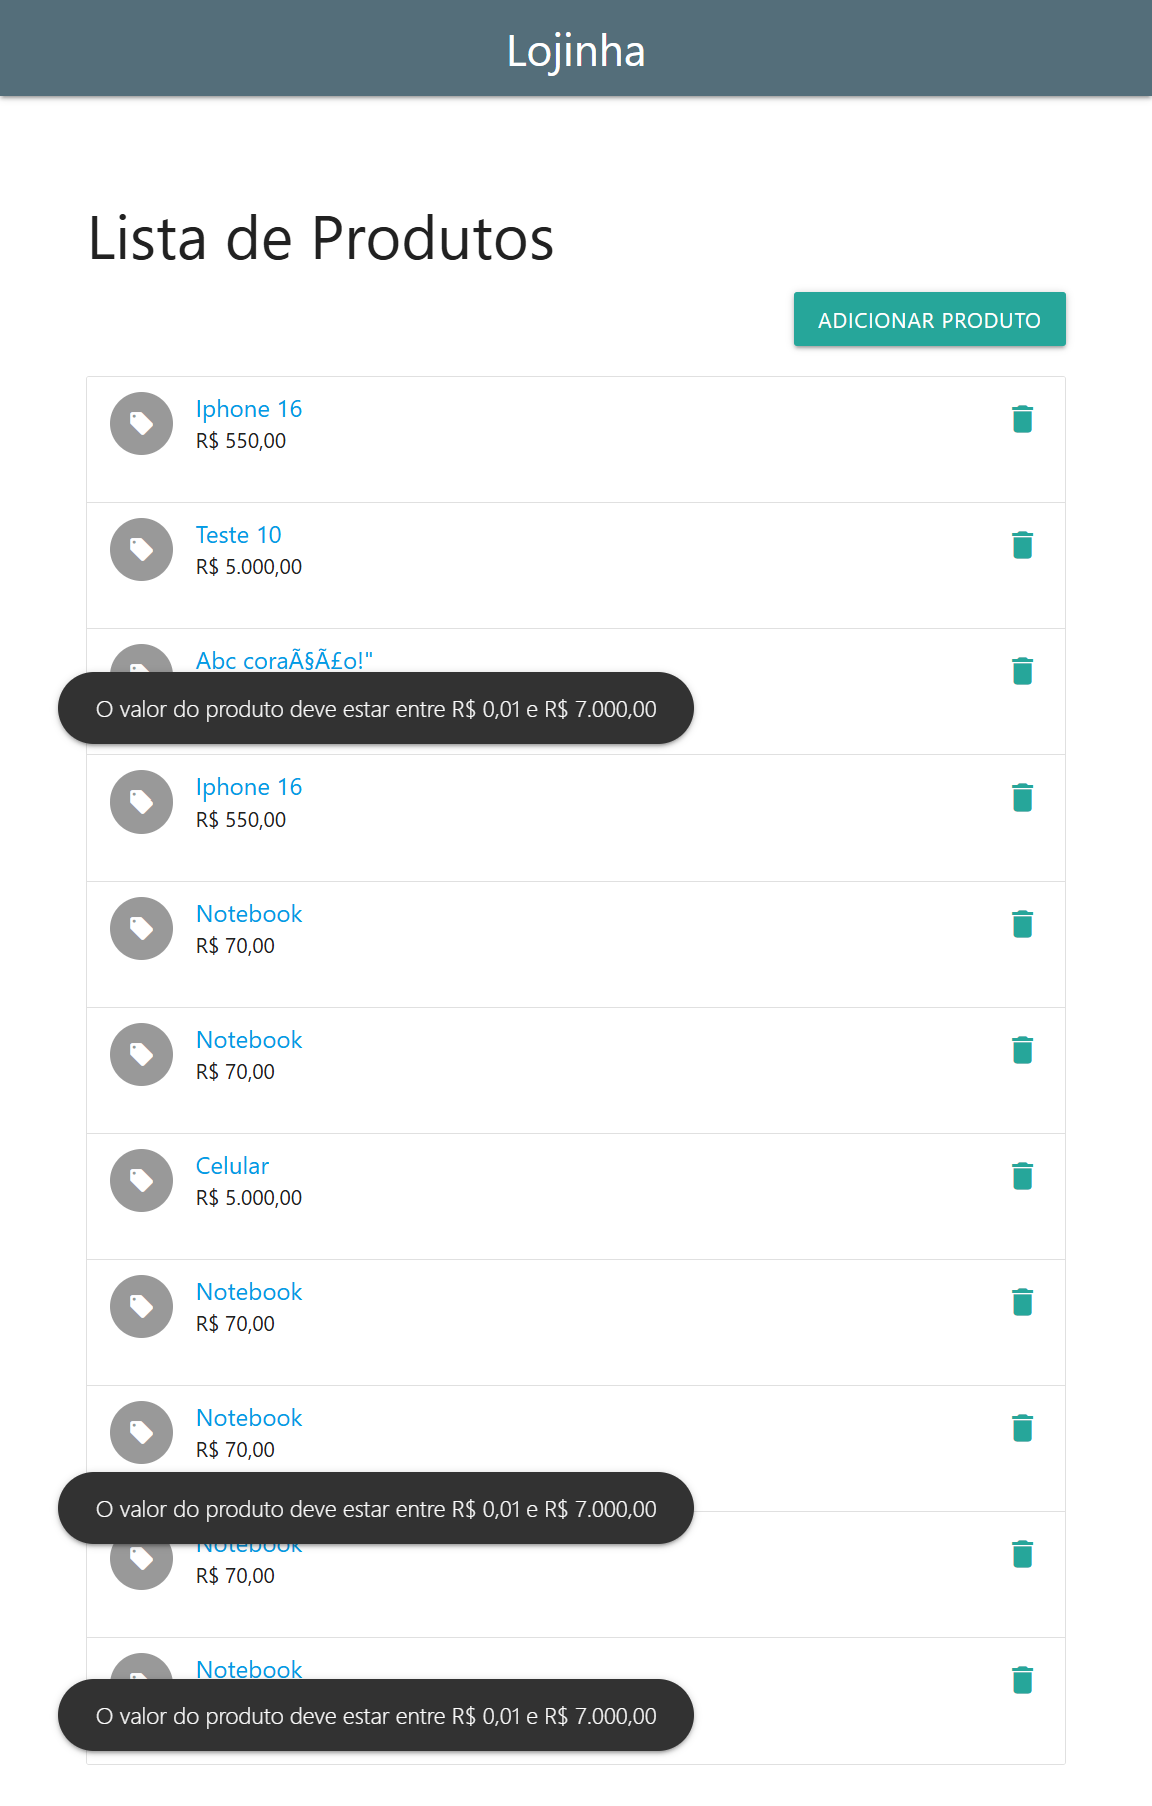 Lojinha
Lista de Produtos
ADICIONAR PRODUTO
Iphone 16
R$ 550,00
Teste 10
R$ 5.000,00
Abc coraÃ§Ã£o!"
O valor do produto deve estar entre R$ 0,01 e R$ 7.000,00
Iphone 16
R$ 550,00
Notebook
R$ 70,00
Notebook
R$ 70,00
Celular
R$ 5.000,00
Notebook
R$ 70,00
Notebook
R$ 70,00
O valor do produto deve estar entre R$ 0,01 e R$ 7.000,00
Notebook
R$ 70,00
Notebook
O valor do produto deve estar entre R$ 0,01 e R$ 7.000,00